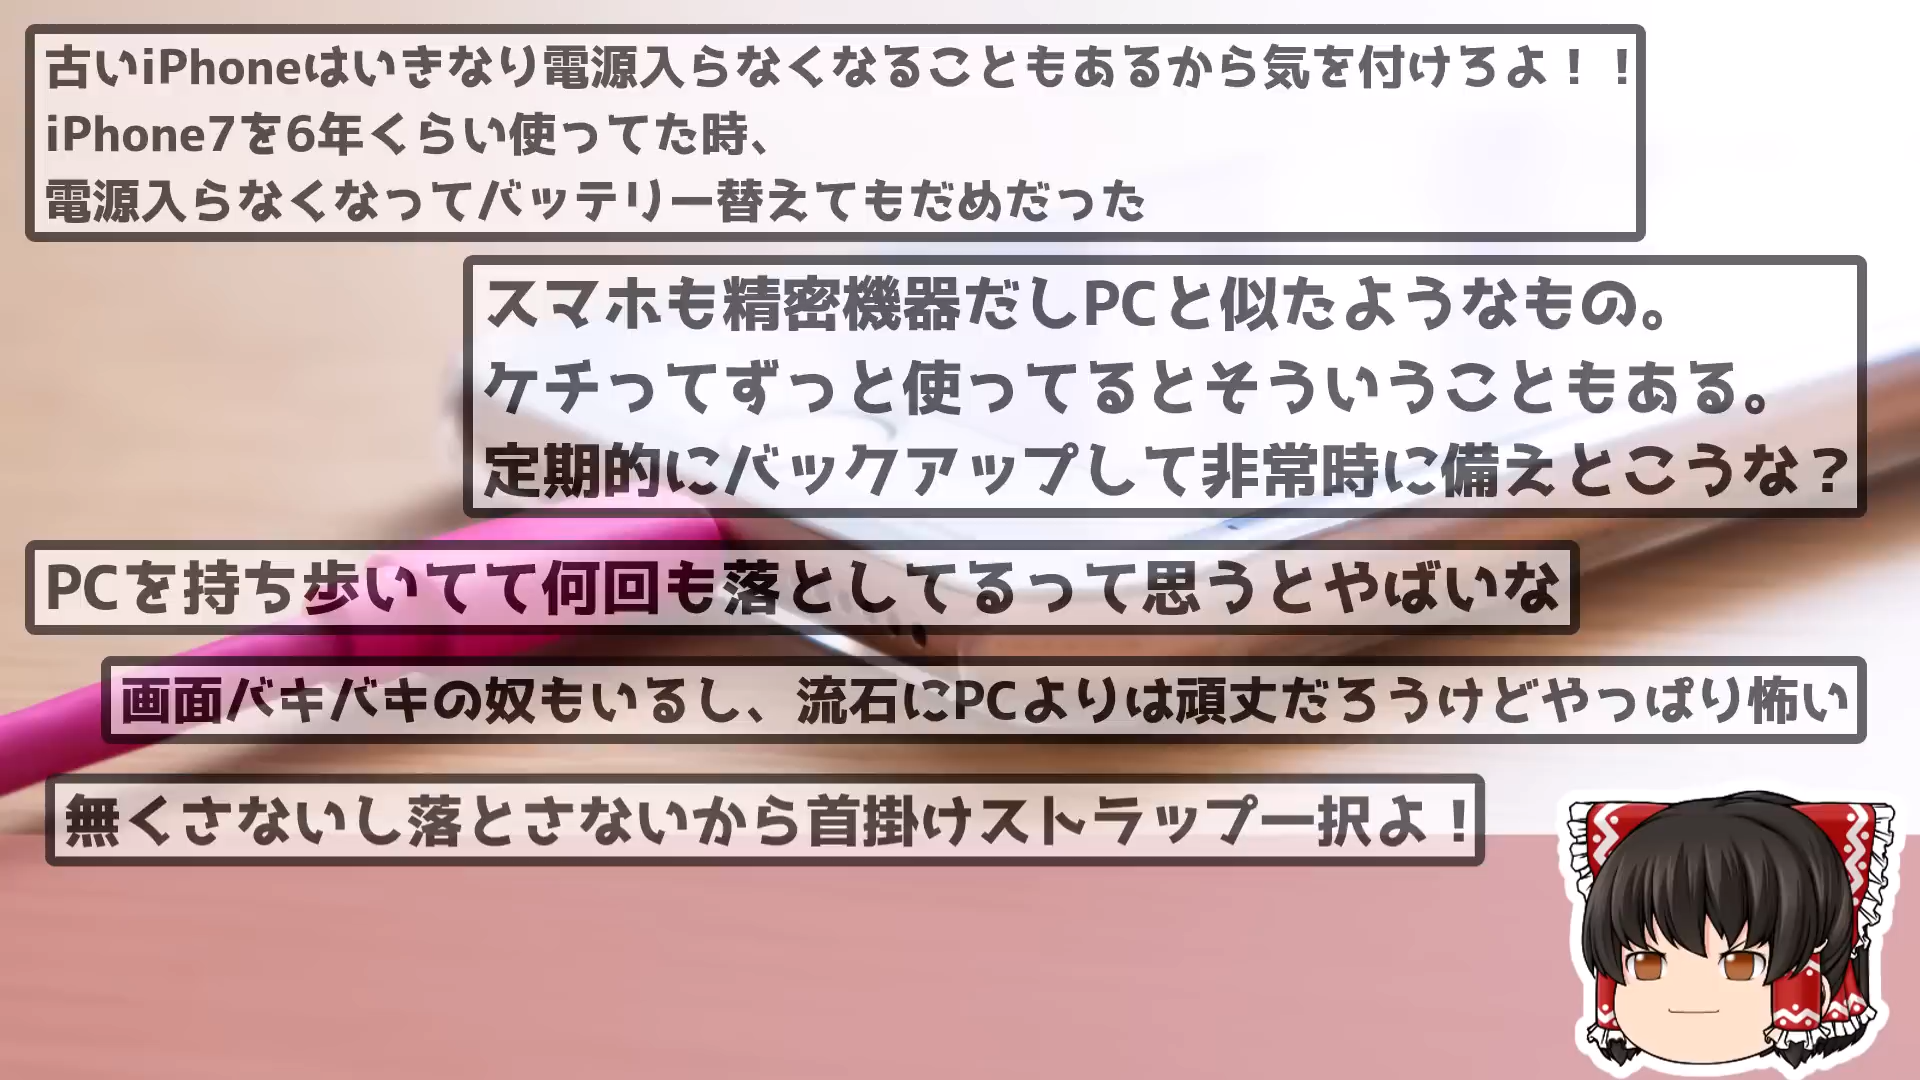 古いiPhoneはいきなり電源入らなくなることもあるから気を付けろよ！！
iPhone7を6年くらい使ってた時、
電源入らなくなってバッテリー替えてもだめだった
スマホも精密機器だしPCと似たようなもの。
ケチってずっと使ってるとそういうこともある。
定期的にバックアップして非常時に備えとこうな？
PCを持ち歩いてて何回も落としてるって思うとやばいな
画面バキバキの奴もいるし、流石にPCよりは頑丈だろうけどやっぱり怖い
無くさないし落とさないから首掛けストラップ一択よ！